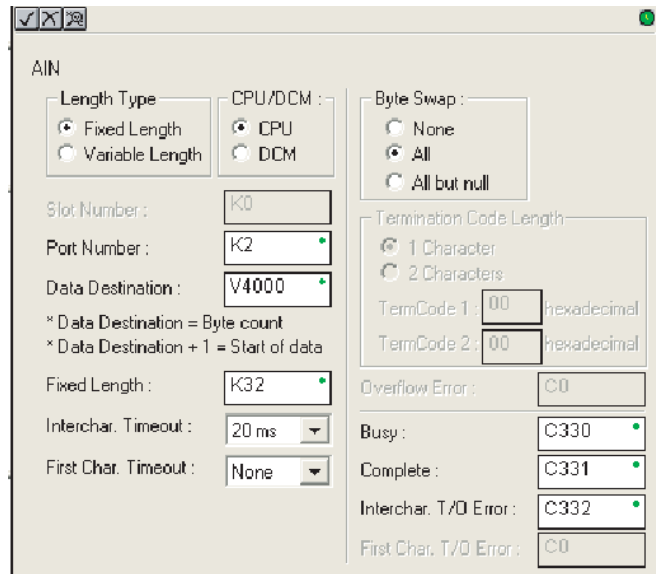 AIN
Length Type
Fixed Length
Variable Length
CPU/DCM :
CPU
DCM
Slot Number : K0
Port Number : K2
Data Destination : V4000
* Data Destination = Byte count
* Data Destination + 1 = Start of data
Fixed Length : K32
Interchar. Timeout : 20 ms
First Char. Timeout : None
Byte Swap :
None
All
All but null
Termination Code Length
1 Character
2 Characters
TermCode 1 : 00 hexadecimal
TermCode 2 : 00 hexadecimal
Overflow Error : C0
Busy : C330
Complete : C331
Interchar. T/O Error : C332
First Char. T/O Error : C0